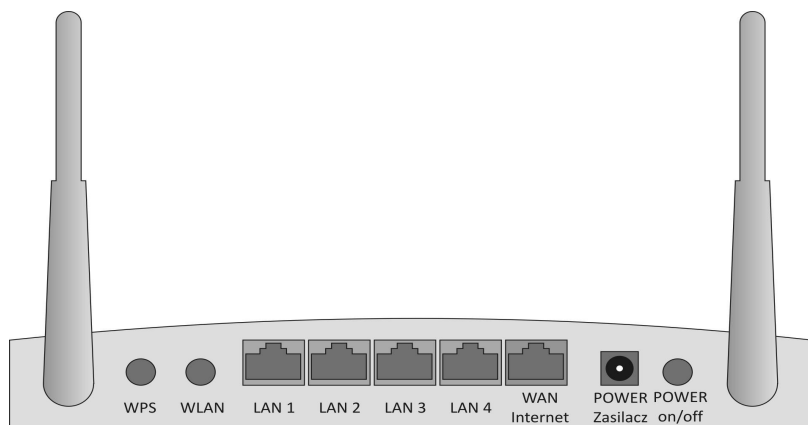 WPS
WLAN
LAN 1
LAN 2
LAN 3
LAN 4
WAN
Internet
POWER
Zasilacz
POWER
on/off